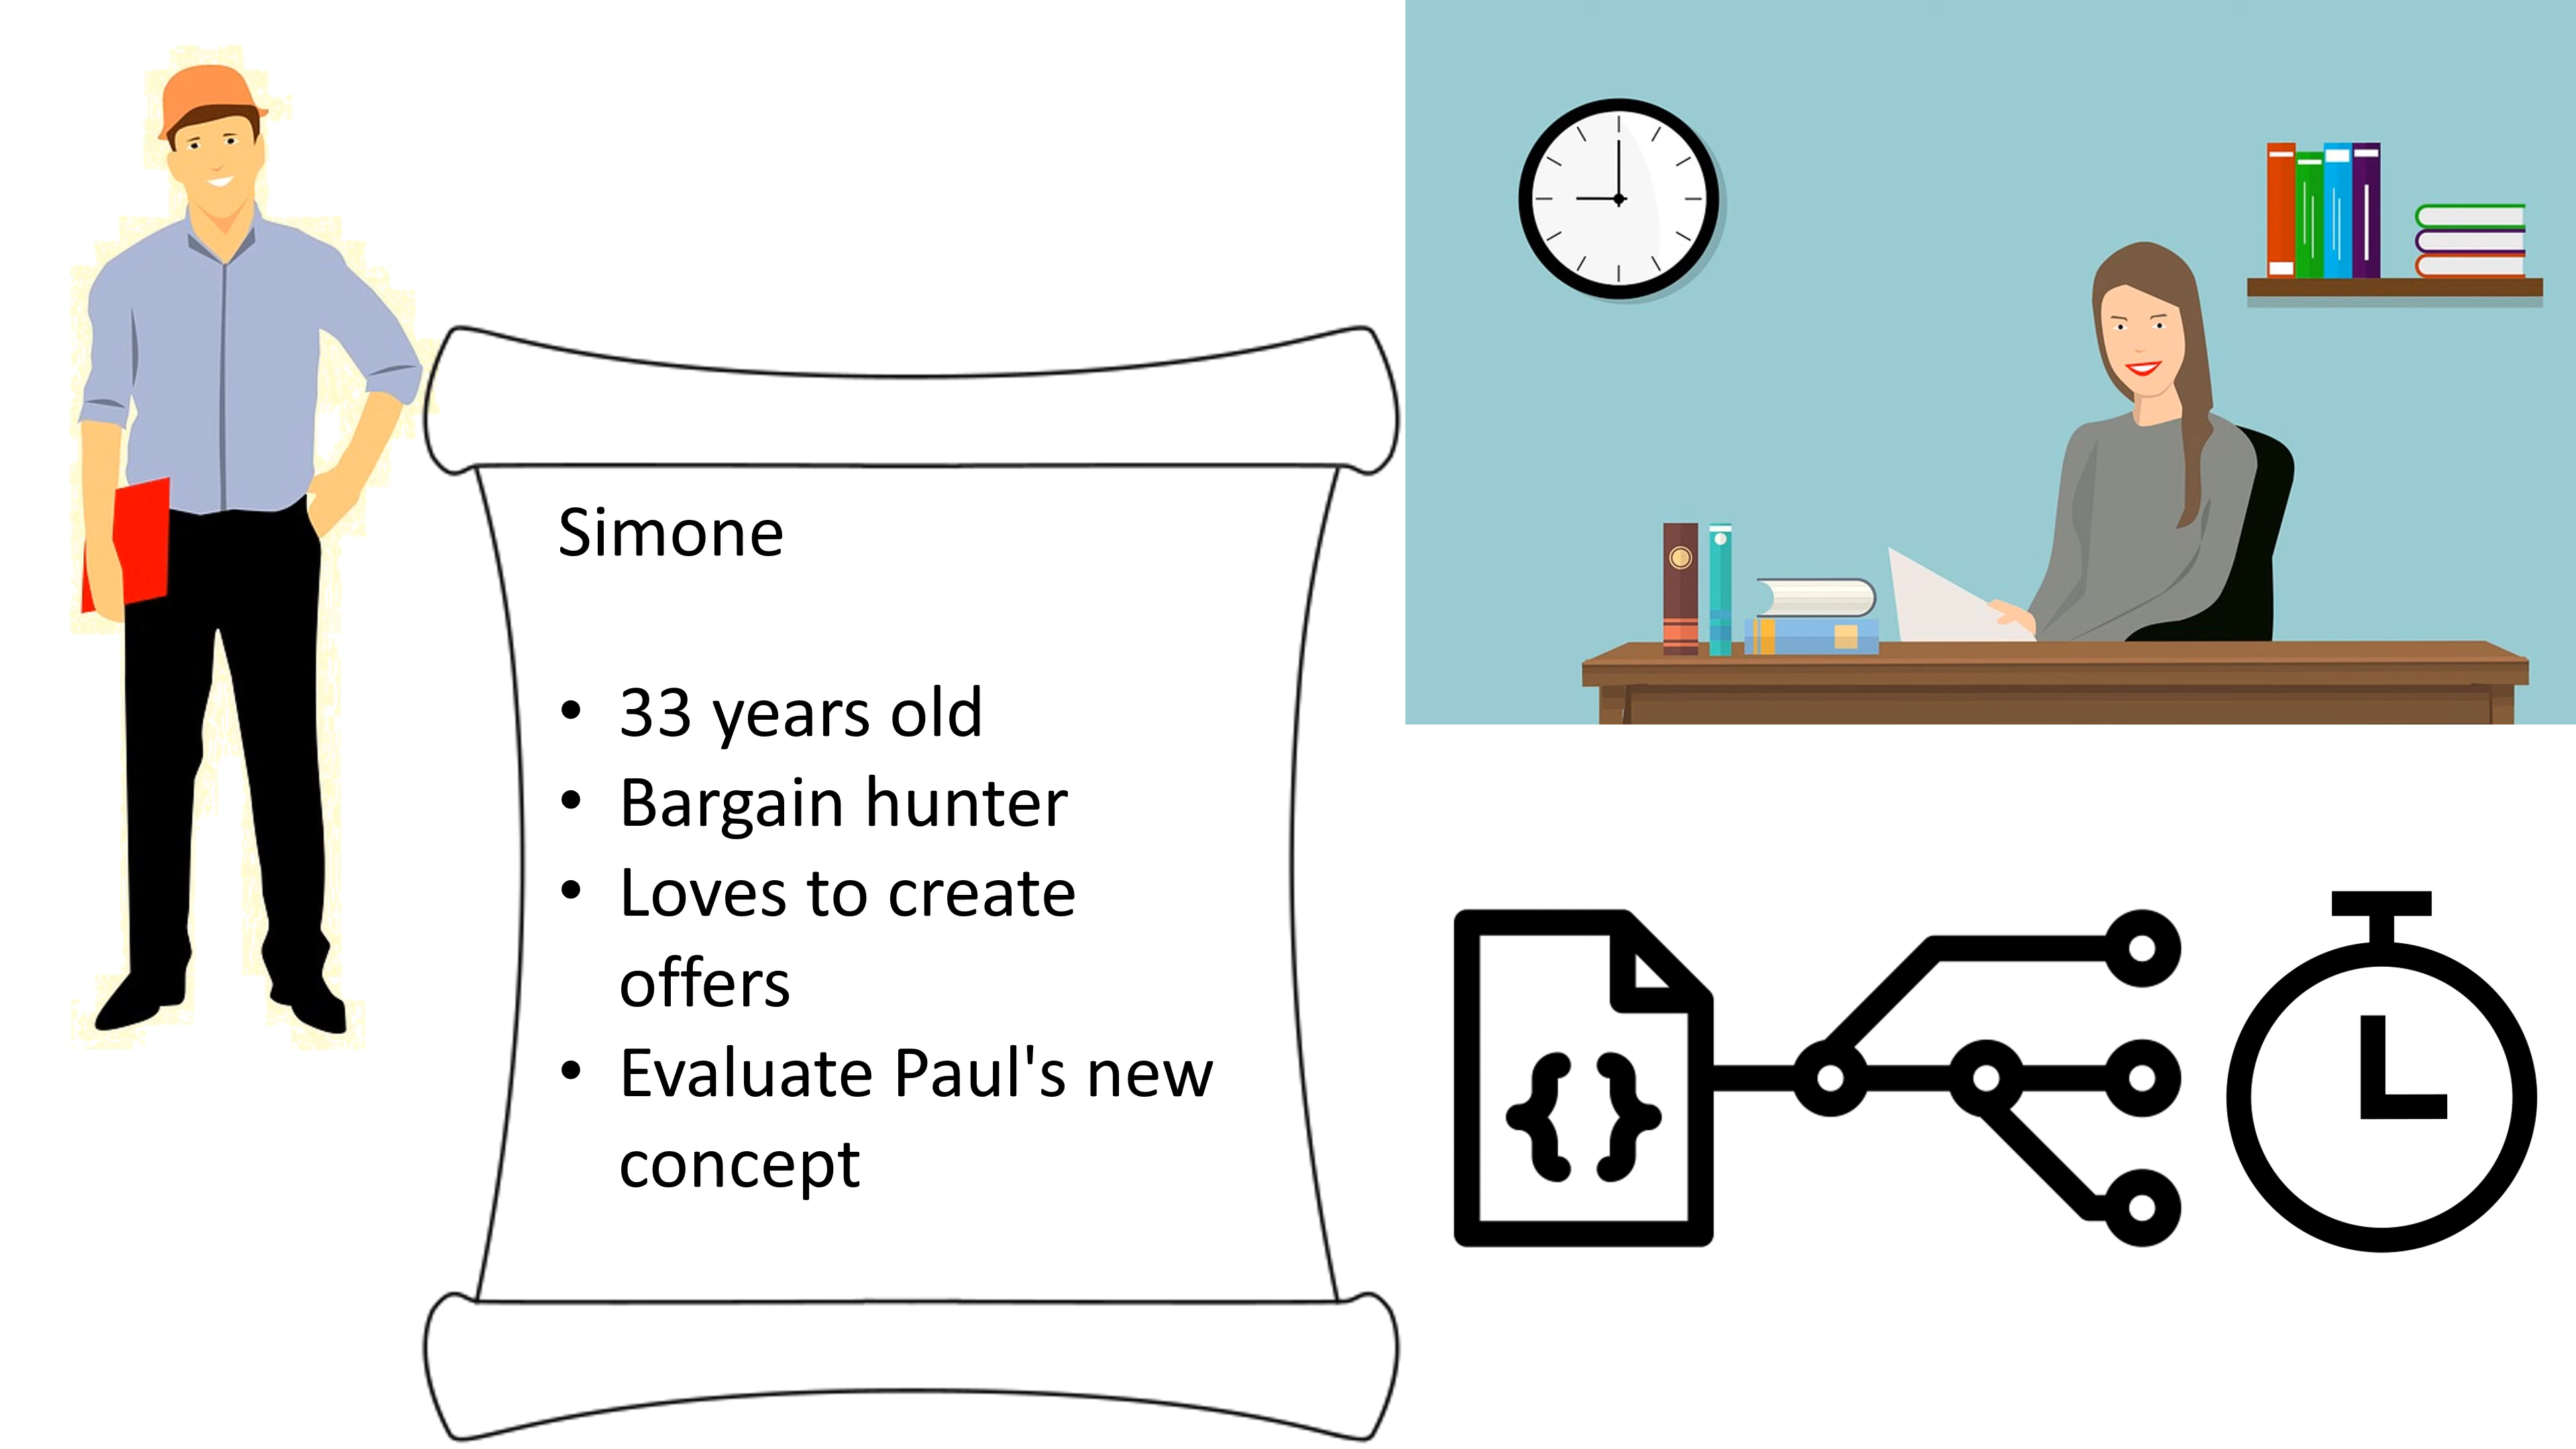 Simone
• 33 years old
• Bargain hunter
• Loves to create
offers
• Evaluate Paul's new
concept
{ }